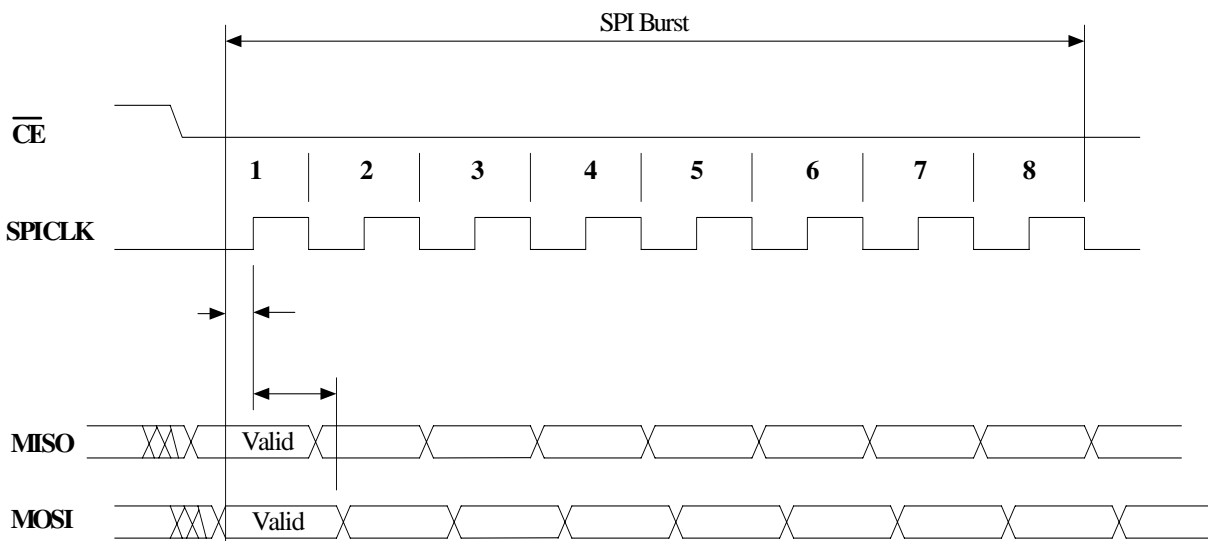 SPI Burst
CE
1 2 3 4 5 6 7 8
SPICLK
MISO Valid
MOSI Valid